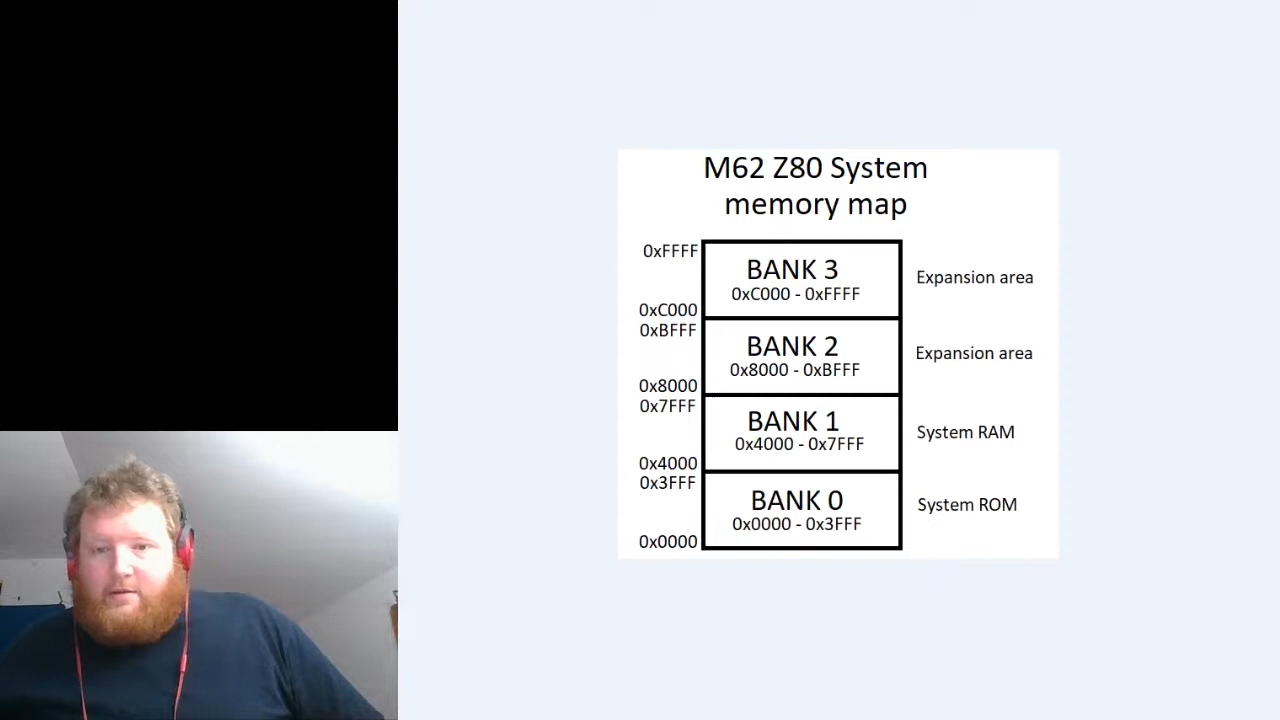 M62 Z80 System
memory map
0xFFFF
BANK 3
0xC000 - 0xFFFF
Expansion area
0xC000
0xBFFF
BANK 2
0x8000 - 0xBFFF
Expansion area
0x8000
0x7FFF
BANK 1
0x4000 - 0x7FFF
System RAM
0x4000
0x3FFF
BANK 0
0x0000 - 0x3FFF
System ROM
0x0000